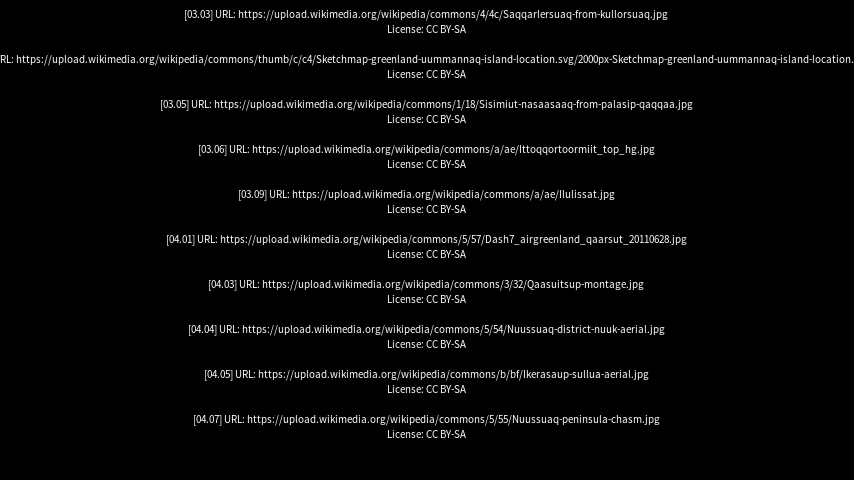 [03.03] URL: https://upload.wikimedia.org/wikipedia/commons/4/4c/Saqqarlersuaq-from-kullorsuaq.jpg
License: CC BY-SA
RL: https://upload.wikimedia.org/wikipedia/commons/thumb/c/c4/Sketchmap-greenland-uummannaq-island-location.svg/2000px-Sketchmap-greenland-uummannaq-island-location.
License: CC BY-SA
[03.05] URL: https://upload.wikimedia.org/wikipedia/commons/1/18/Sisimiut-nasaasaaq-from-palasip-qaqqaa.jpg
License: CC BY-SA
[03.06] URL: https://upload.wikimedia.org/wikipedia/commons/a/ae/Ittoqqortoormiit_top_hg.jpg
License: CC BY-SA
[03.09] URL: https://upload.wikimedia.org/wikipedia/commons/a/ae/Ilulissat.jpg
License: CC BY-SA
[04.01] URL: https://upload.wikimedia.org/wikipedia/commons/5/57/Dash7_airgreenland_qaarsut_20110628.jpg
License: CC BY-SA
[04.03] URL: https://upload.wikimedia.org/wikipedia/commons/3/32/Qaasuitsup-montage.jpg
License: CC BY-SA
[04.04] URL: https://upload.wikimedia.org/wikipedia/commons/5/54/Nuussuaq-district-nuuk-aerial.jpg
License: CC BY-SA
[04.05] URL: https://upload.wikimedia.org/wikipedia/commons/b/bf/Ikerasaup-sullua-aerial.jpg
License: CC BY-SA
[04.07] URL: https://upload.wikimedia.org/wikipedia/commons/5/55/Nuussuaq-peninsula-chasm.jpg
License: CC BY-SA